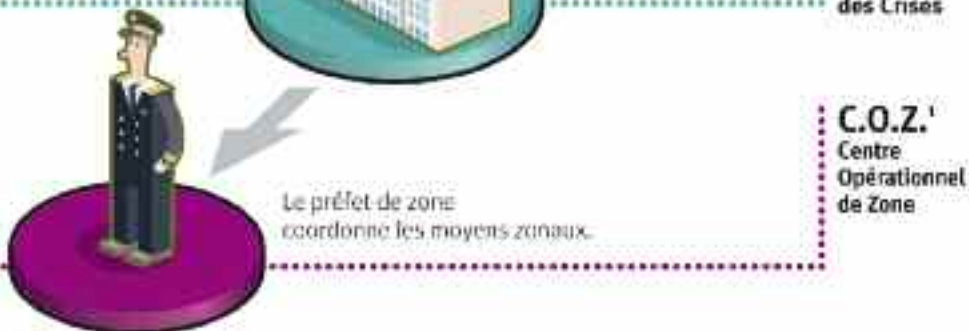 des Crises
C.O.Z.¹
Centre
Opérationnel
de Zone
Le préfet de zone
coordonne les moyens zonaux.